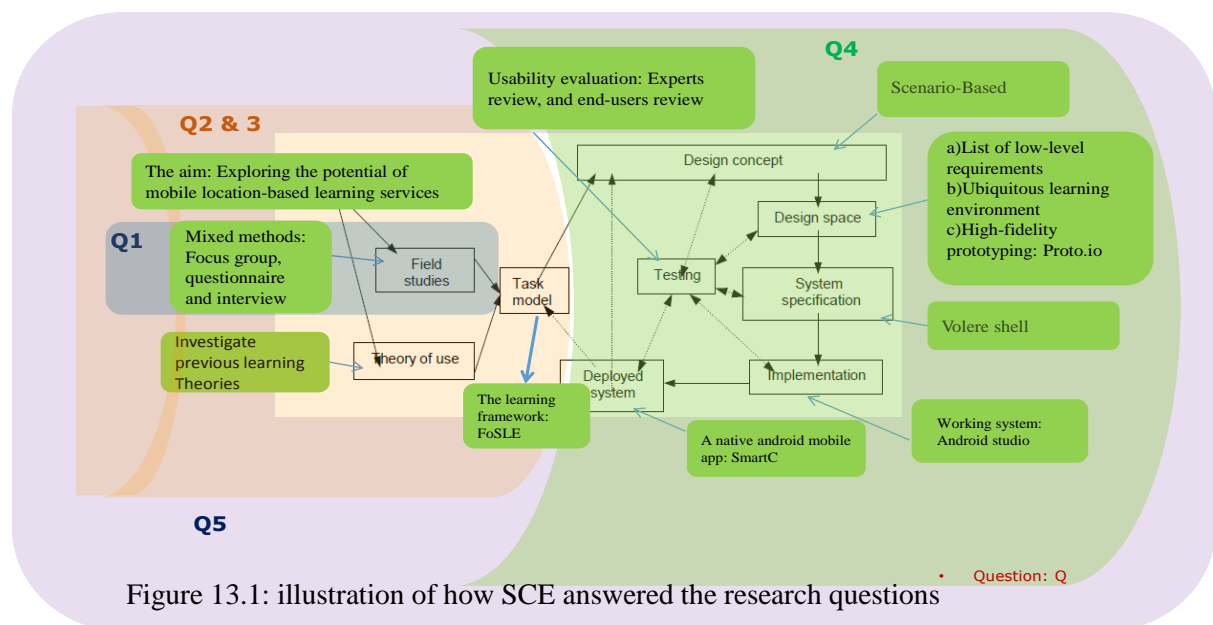 Q4
Usability evaluation: Experts
review, and end-users review
Scenario-Based
Q2 & 3
Design concept
The aim: Exploring the potential of
mobile location-based learning services
a)List of low-level
requirements
b)Ubiquitous learning
environment
c)High-fidelity
prototyping: Proto.io
Design space
Q1
Mixed methods:
Focus group,
questionnaire
and interview
Field
studies
Task
model
Testing
System
specification
Volere shell
Investigate
previous learning
Theories
Theory of use
Deployed
system
Implementation
The learning
framework:
FoSLE
A native android mobile
app: SmartC
Working system:
Android studio
Q5
Question: Q
Figure 13.1: illustration of how SCE answered the research questions